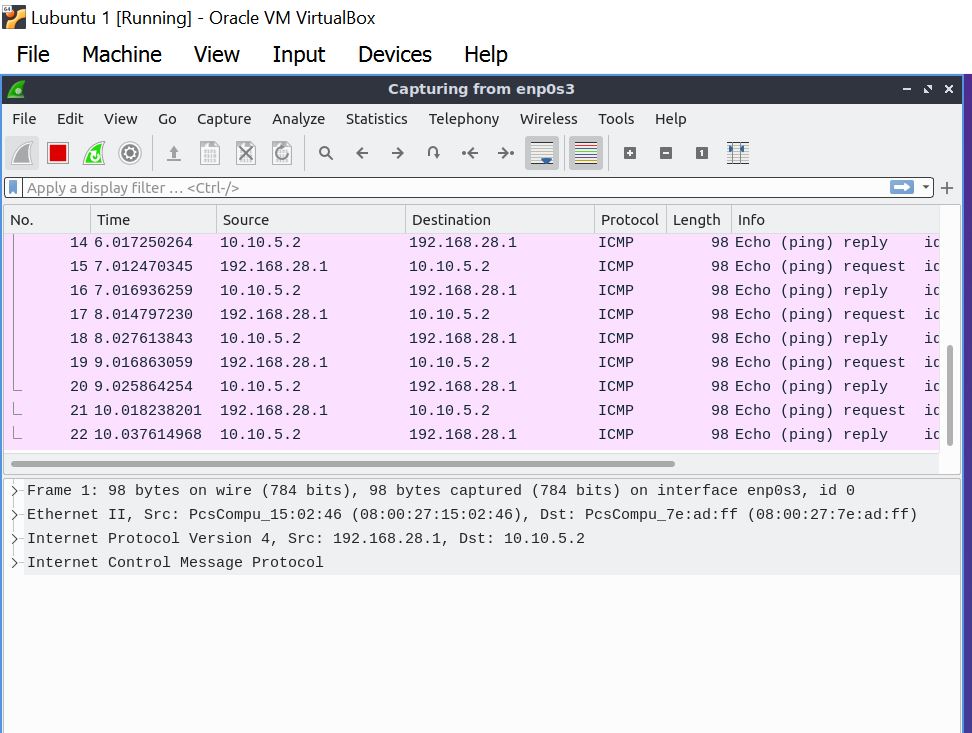 Lubuntu 1 [Running] - Oracle VM VirtualBox
File Machine View Input Devices Help
Capturing from enp0s3
File Edit View Go Capture Analyze Statistics Telephony Wireless Tools Help
Apply a display filter … <Ctrl-/>
No. Time Source Destination Protocol Length Info
14 6.017250264 10.10.5.2 192.168.28.1 ICMP 98 Echo (ping) reply id
15 7.012470345 192.168.28.1 10.10.5.2 ICMP 98 Echo (ping) request id
16 7.016936259 10.10.5.2 192.168.28.1 ICMP 98 Echo (ping) reply id
17 8.014797230 192.168.28.1 10.10.5.2 ICMP 98 Echo (ping) request id
18 8.027613843 10.10.5.2 192.168.28.1 ICMP 98 Echo (ping) reply id
19 9.016863059 192.168.28.1 10.10.5.2 ICMP 98 Echo (ping) request id
20 9.025864254 10.10.5.2 192.168.28.1 ICMP 98 Echo (ping) reply id
21 10.018238201 192.168.28.1 10.10.5.2 ICMP 98 Echo (ping) request id
22 10.037614968 10.10.5.2 192.168.28.1 ICMP 98 Echo (ping) reply id
Frame 1: 98 bytes on wire (784 bits), 98 bytes captured (784 bits) on interface enp0s3, id 0
Ethernet II, Src: PcsCompu_15:02:46 (08:00:27:15:02:46), Dst: PcsCompu_7e:ad:ff (08:00:27:7e:ad:ff)
Internet Protocol Version 4, Src: 192.168.28.1, Dst: 10.10.5.2
Internet Control Message Protocol